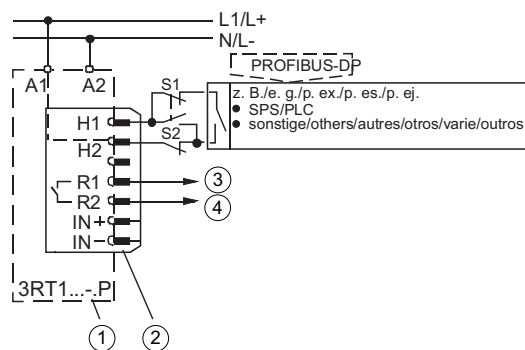 L1/L+
N/L-
PROFIBUS-DP
A1 A2
S1
z. B./e. g./p. ex./p. es./p. ej.
● SPS/PLC
● sonstige/others/autres/otros/varie/outros
H1
S2
H2
R1 3
R2 4
IN+
IN-
3RT1...-.P
1 2